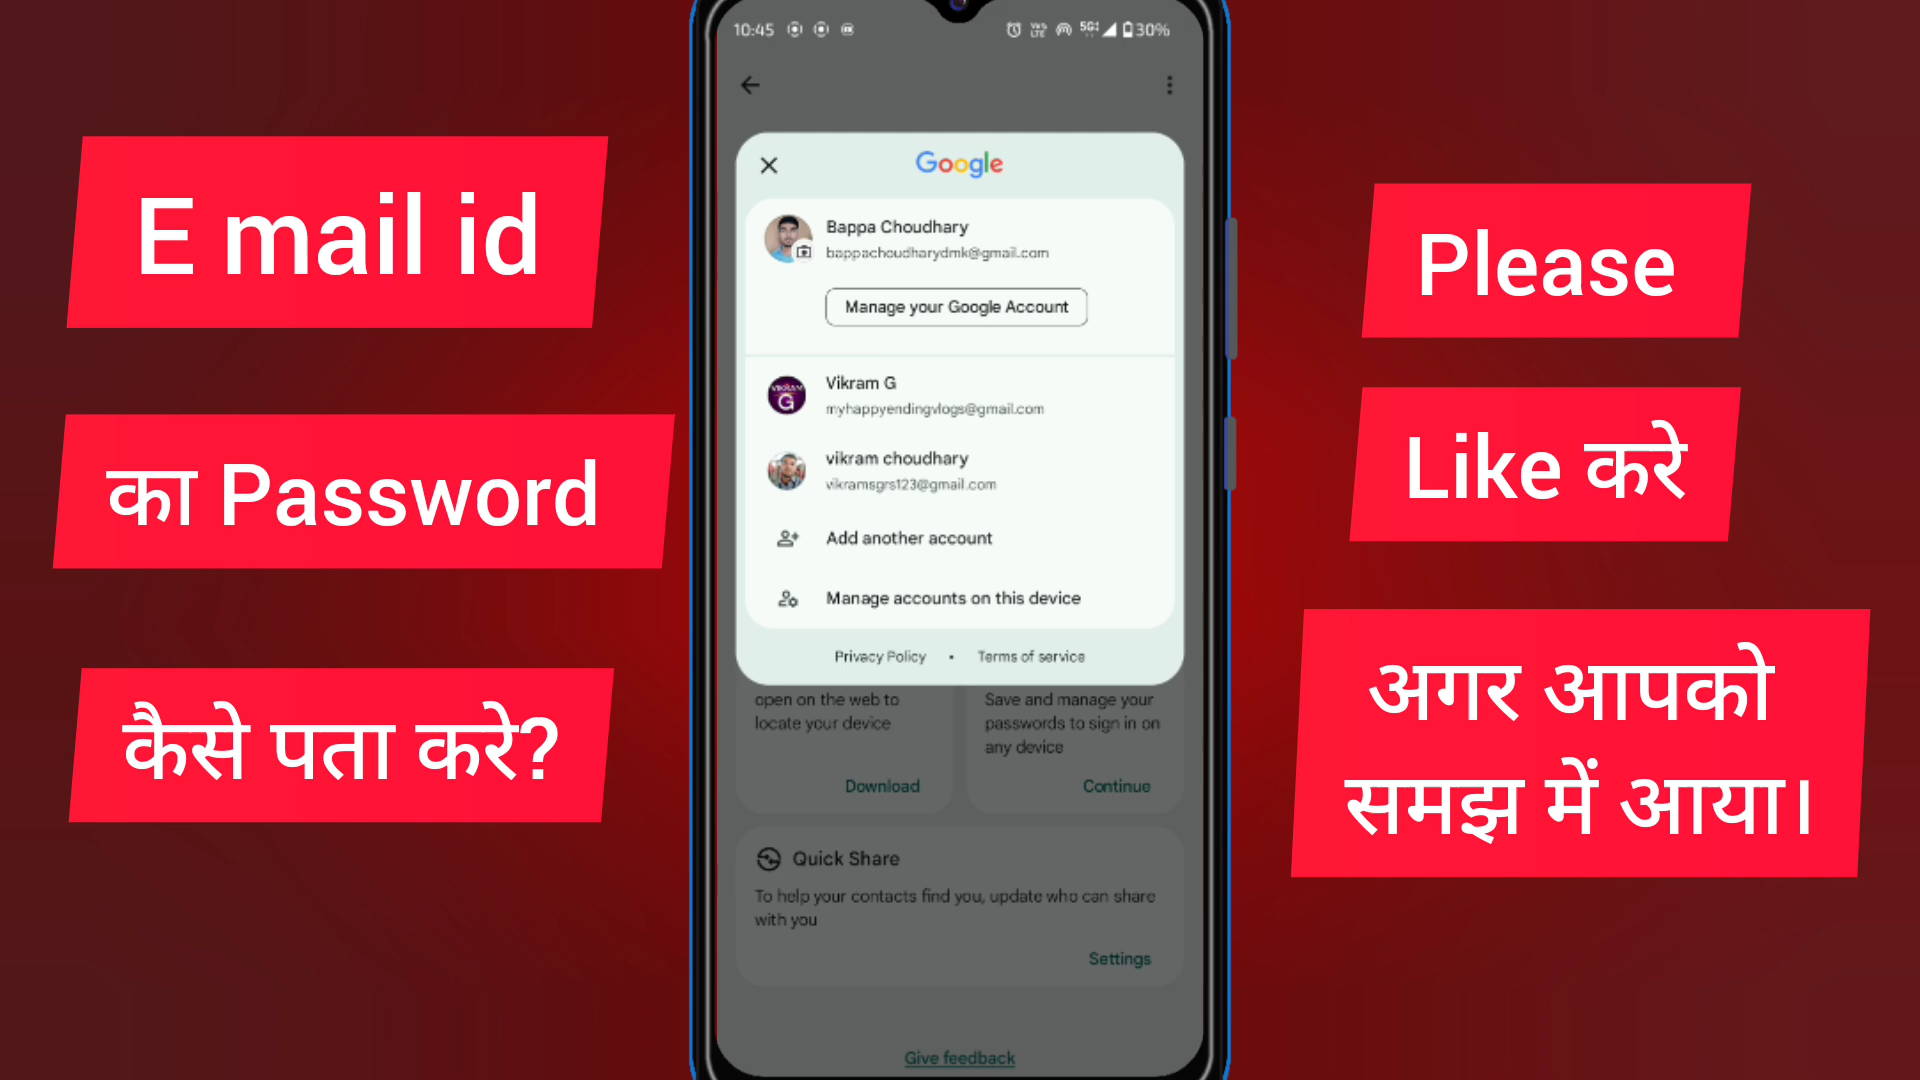 E mail id
का Password
कैसे पता करे?
10:45
5G
30%
Google
Bappa Choudhary
bappachoudharydmk@gmail.com
Manage your Google Account
Vikram G
myhappyendingvlogs@gmail.com
vikram choudhary
vikramsgrs123@gmail.com
Add another account
Manage accounts on this device
Privacy Policy • Terms of service
open on the web to
locate your device
Download
Save and manage your
passwords to sign in on
any device
Continue
Quick Share
To help your contacts find you, update who can share
with you
Settings
Give feedback
Please
Like करे
अगर आपको
समझ में आया।